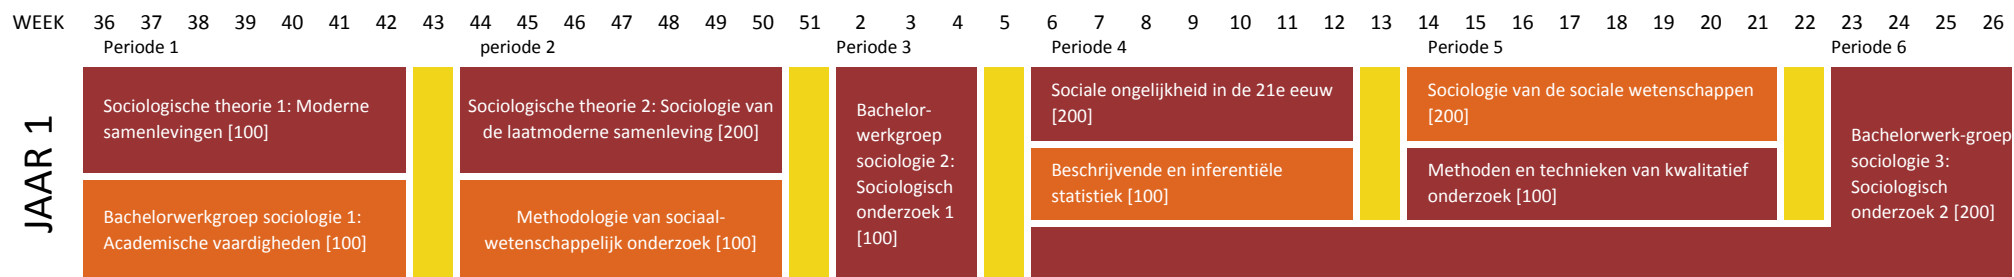 WEEK 36 37 38 39 40 41 42 43 44 45 46 47 48 49 50 51 2 3 4 5 6 7 8 9 10 11 12 13 14 15 16 17 18 19 20 21 22 23 24 25 26
Periode 1 periode 2 Periode 3 Periode 4 Periode 5 Periode 6
JAAR 1
Sociologische theorie 1: Moderne
samenlevingen [100]
Bachelorwerkgroep sociologie 1:
Academische vaardigheden [100]
Sociologische theorie 2: Sociologie van
de laatmoderne samenleving [200]
Methodologie van sociaal-
wetenschappelijk onderzoek [100]
Bachelor-
werkgroep
sociologie 2:
Sociologisch
onderzoek 1
[100]
Sociale ongelijkheid in de 21e eeuw
[200]
Beschrijvende en inferentiële
statistiek [100]
Sociologie van de sociale wetenschappen
[200]
Methoden en technieken van kwalitatief
onderzoek [100]
Bachelorwerk-groep
sociologie 3:
Sociologisch
onderzoek 2 [200]